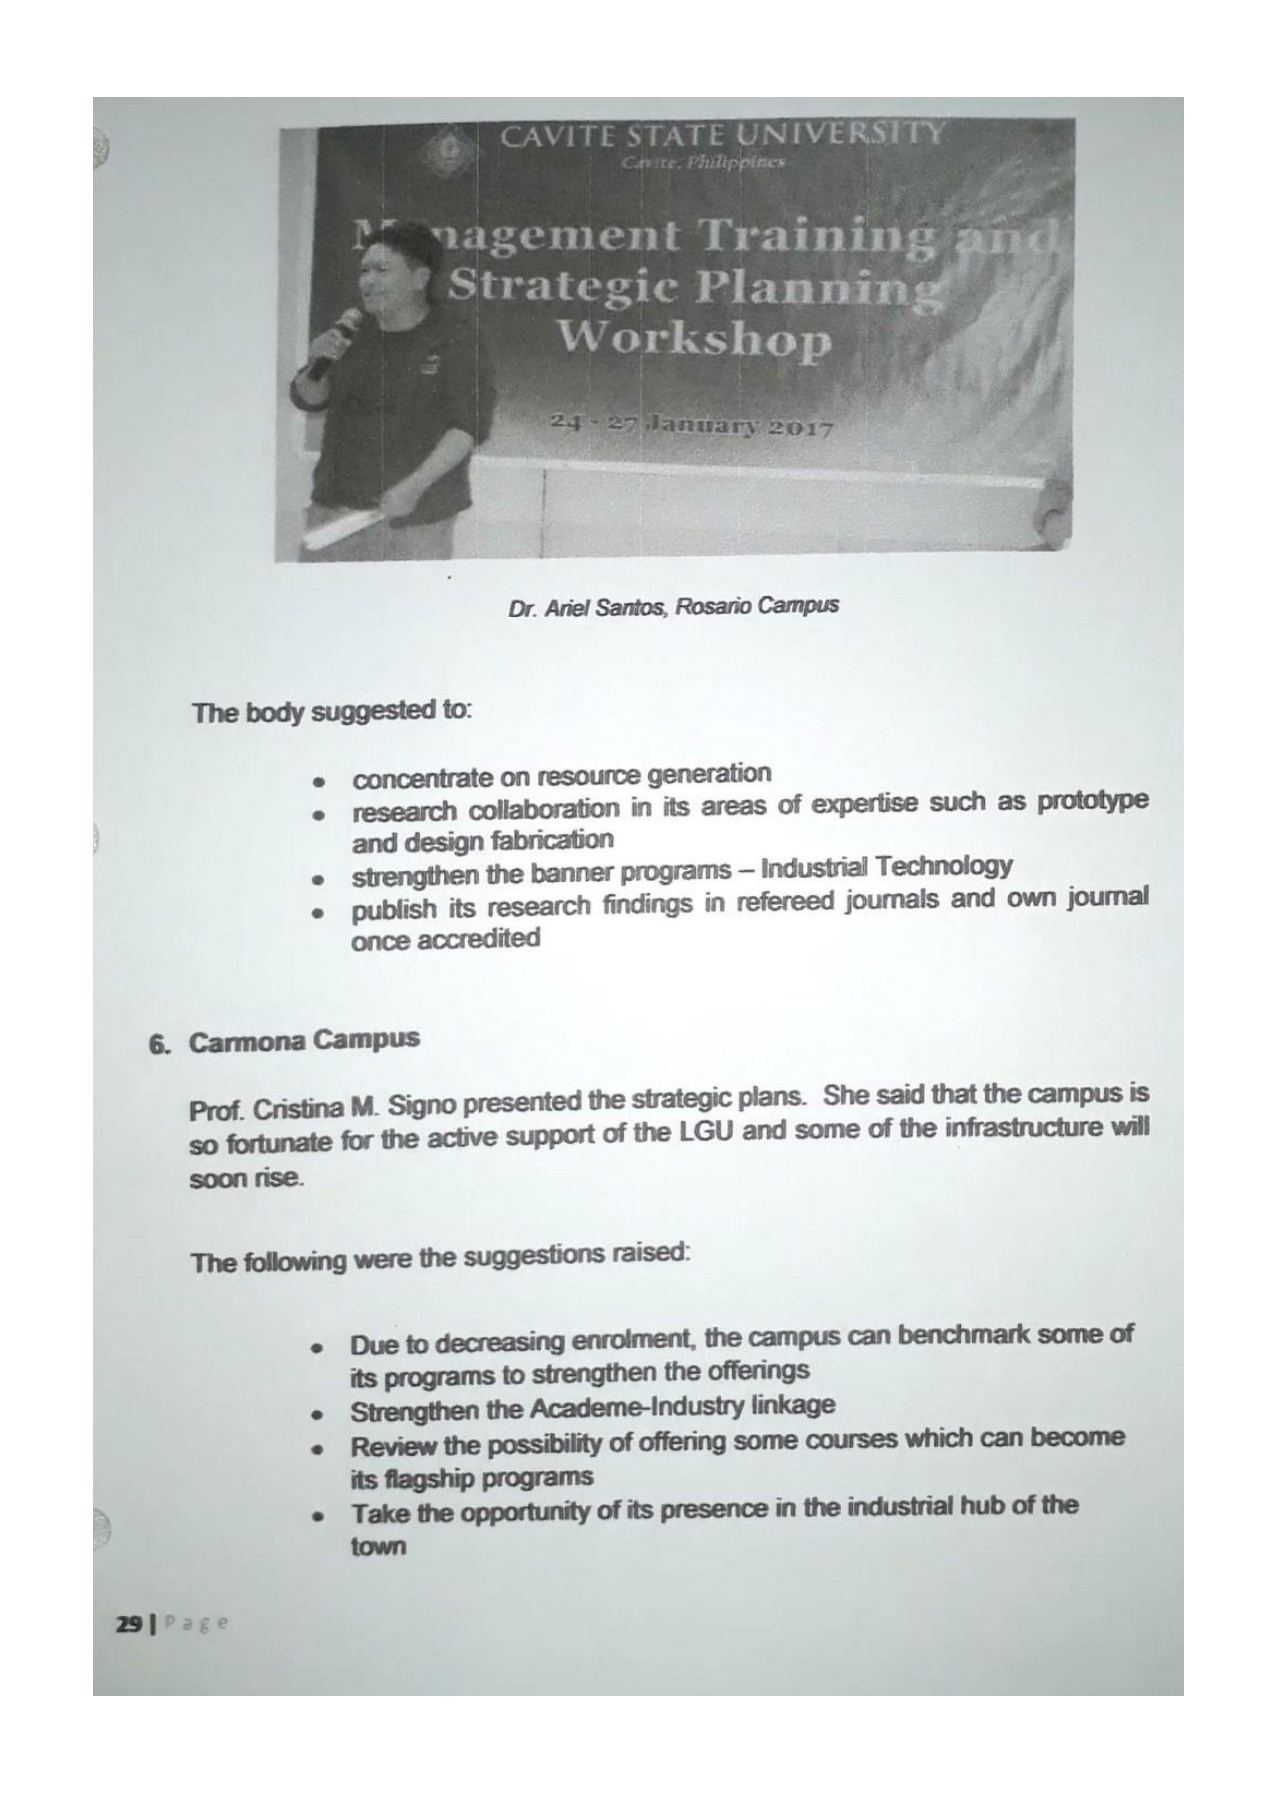 CAVITE STATE UNIVERSITY
Cavite, Philippines
Management Training and
Strategic Planning
Workshop
24 - 27 January 2017
Dr. Ariel Santos, Rosario Campus
The body suggested to:
• concentrate on resource generation
• research collaboration in its areas of expertise such as prototype
and design fabrication
• strengthen the banner programs – Industrial Technology
• publish its research findings in refereed journals and own journal
once accredited
6. Carmona Campus
Prof. Cristina M. Signo presented the strategic plans. She said that the campus is
so fortunate for the active support of the LGU and some of the infrastructure will
soon rise.
The following were the suggestions raised:
• Due to decreasing enrolment, the campus can benchmark some of
its programs to strengthen the offerings
• Strengthen the Academe-Industry linkage
• Review the possibility of offering some courses which can become
its flagship programs
• Take the opportunity of its presence in the industrial hub of the
town
29 | Page